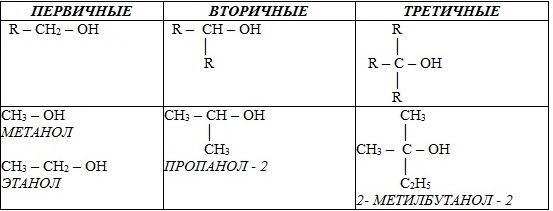 ПЕРВИЧНЫЕ ВТОРИЧНЫЕ ТРЕТИЧНЫЕ
R – CH₂ – OH
R – CH – OH
R
R
R – C – OH
R
CH₃ – OH
МЕТАНОЛ
CH₃ – CH₂ – OH
ЭТАНОЛ
CH₃ – CH – OH
CH₃
ПРОПАНОЛ - 2
CH₃
CH₃ – C – OH
C₂H₅
2- МЕТИЛБУТАНОЛ - 2